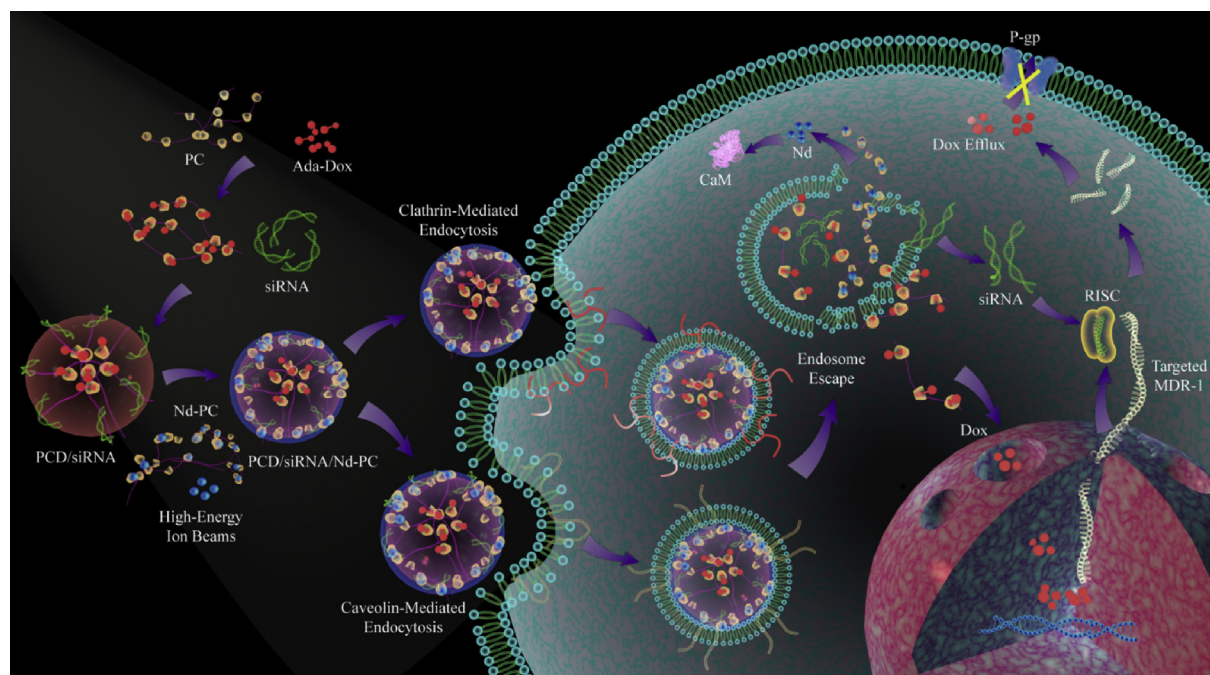 PC
Ada-Dox
siRNA
PCD/siRNA
Nd-PC
High-Energy
Ion Beams
PCD/siRNA/Nd-PC
Clathrin-Mediated
Endocytosis
Caveolin-Mediated
Endocytosis
CaM
Nd
Endosome
Escape
siRNA
Dox
RISC
Targeted
MDR-1
Dox Efflux
P-gp